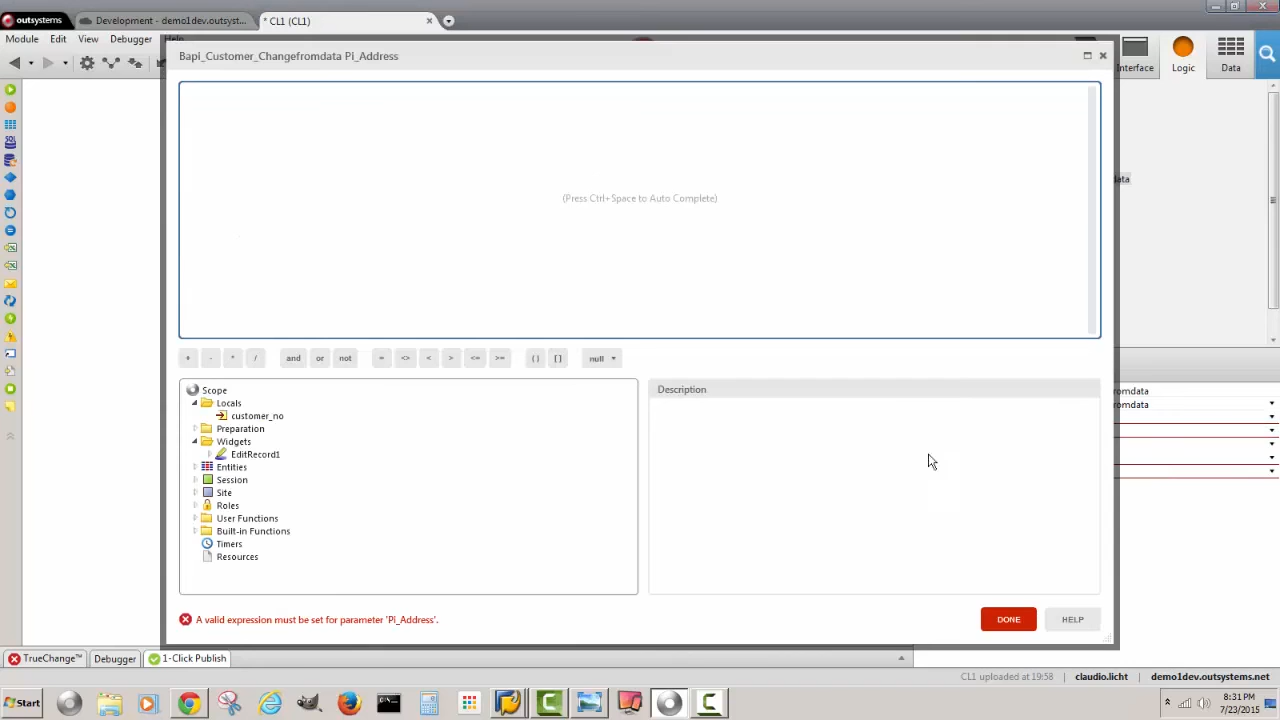 outsystems
Development - demo1dev.outsyst...
* CL1 (CL1)
Module Edit View Debugger Help
Bapi_Customer_Changefromdata Pi_Address
Interface
Logic
Data
(Press Ctrl+Space to Auto Complete)
+ - * / and or not = <> < > <= >= ( ) [ ] null
Scope
Locals
customer_no
Preparation
Widgets
EditRecord1
Entities
Session
Site
Roles
User Functions
Built-in Functions
Timers
Resources
Description
A valid expression must be set for parameter 'Pi_Address'.
DONE
HELP
TrueChange™ Debugger 1-Click Publish
CL1 uploaded at 19:58 claudio.licht demo1dev.outsystems.net
Start
8:31 PM
7/23/2015